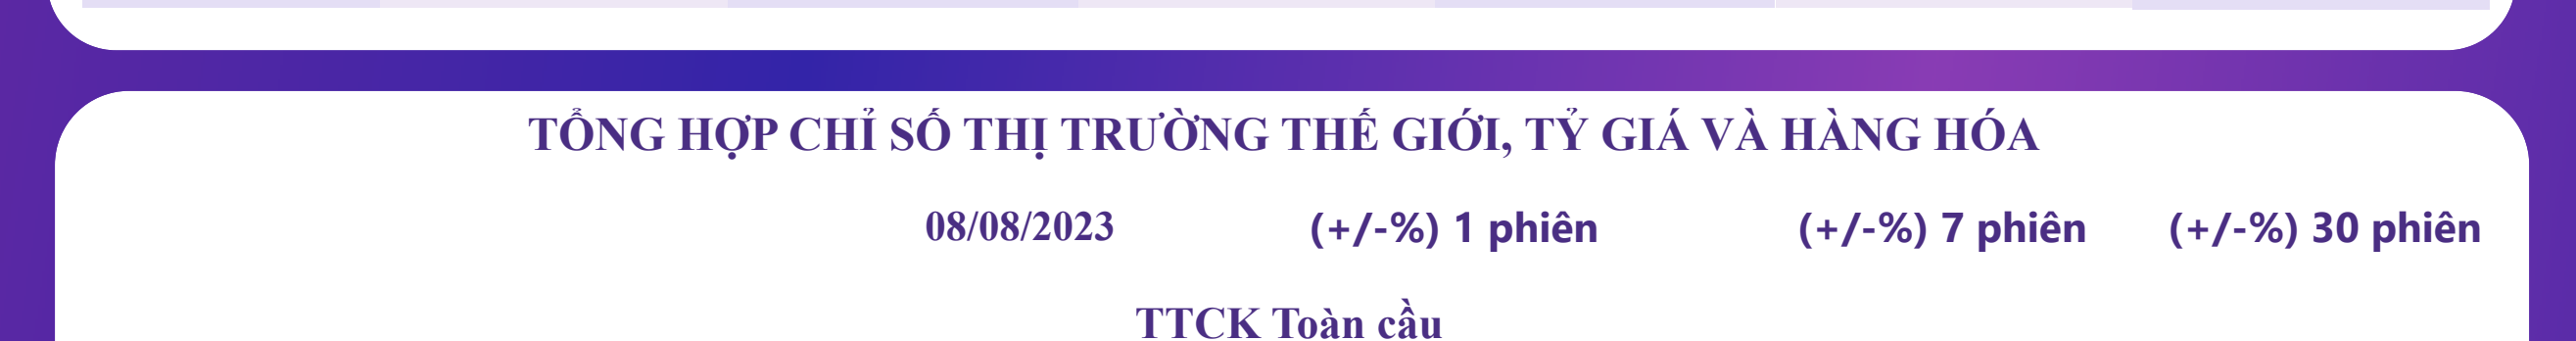 TỔNG HỢP CHỈ SỐ THỊ TRƯỜNG THẾ GIỚI, TỶ GIÁ VÀ HÀNG HÓA
08/08/2023 (+/-%) 1 phiên (+/-%) 7 phiên (+/-%) 30 phiên
TTCK Toàn cầu